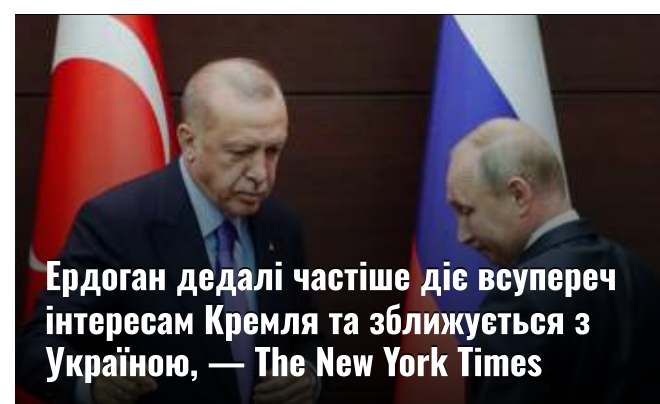 Ердоган дедалі частіше діє всупереч
інтересам Кремля та зближується з
Україною, — The New York Times